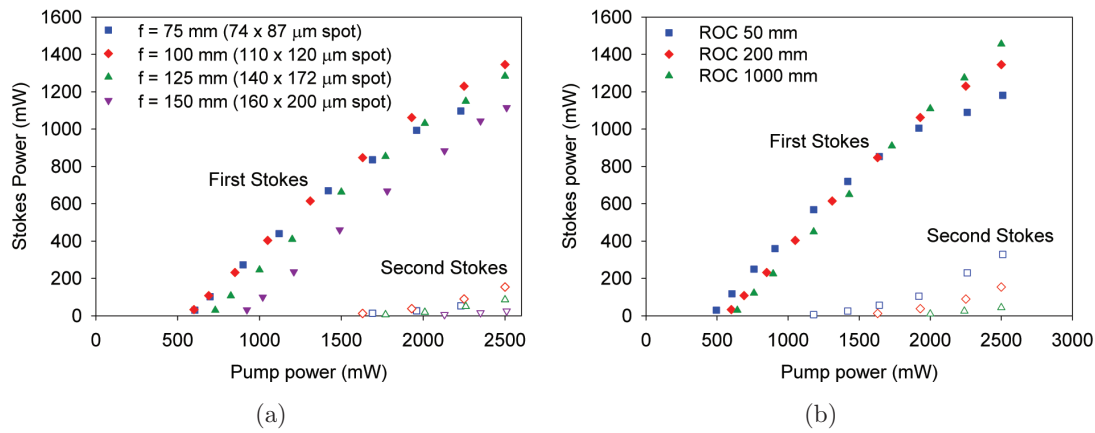 1600
1400
1200
1000
800
600
400
200
0
Stokes Power (mW)
f = 75 mm (74 x 87 μm spot)
f = 100 mm (110 x 120 μm spot)
f = 125 mm (140 x 172 μm spot)
f = 150 mm (160 x 200 μm spot)
First Stokes
Second Stokes
0 500 1000 1500 2000 2500
Pump power (mW)
(a)
1600
1400
1200
1000
800
600
400
200
0
Stokes power (mW)
ROC 50 mm
ROC 200 mm
ROC 1000 mm
First Stokes
Second Stokes
0 500 1000 1500 2000 2500 3000
Pump power (mW)
(b)